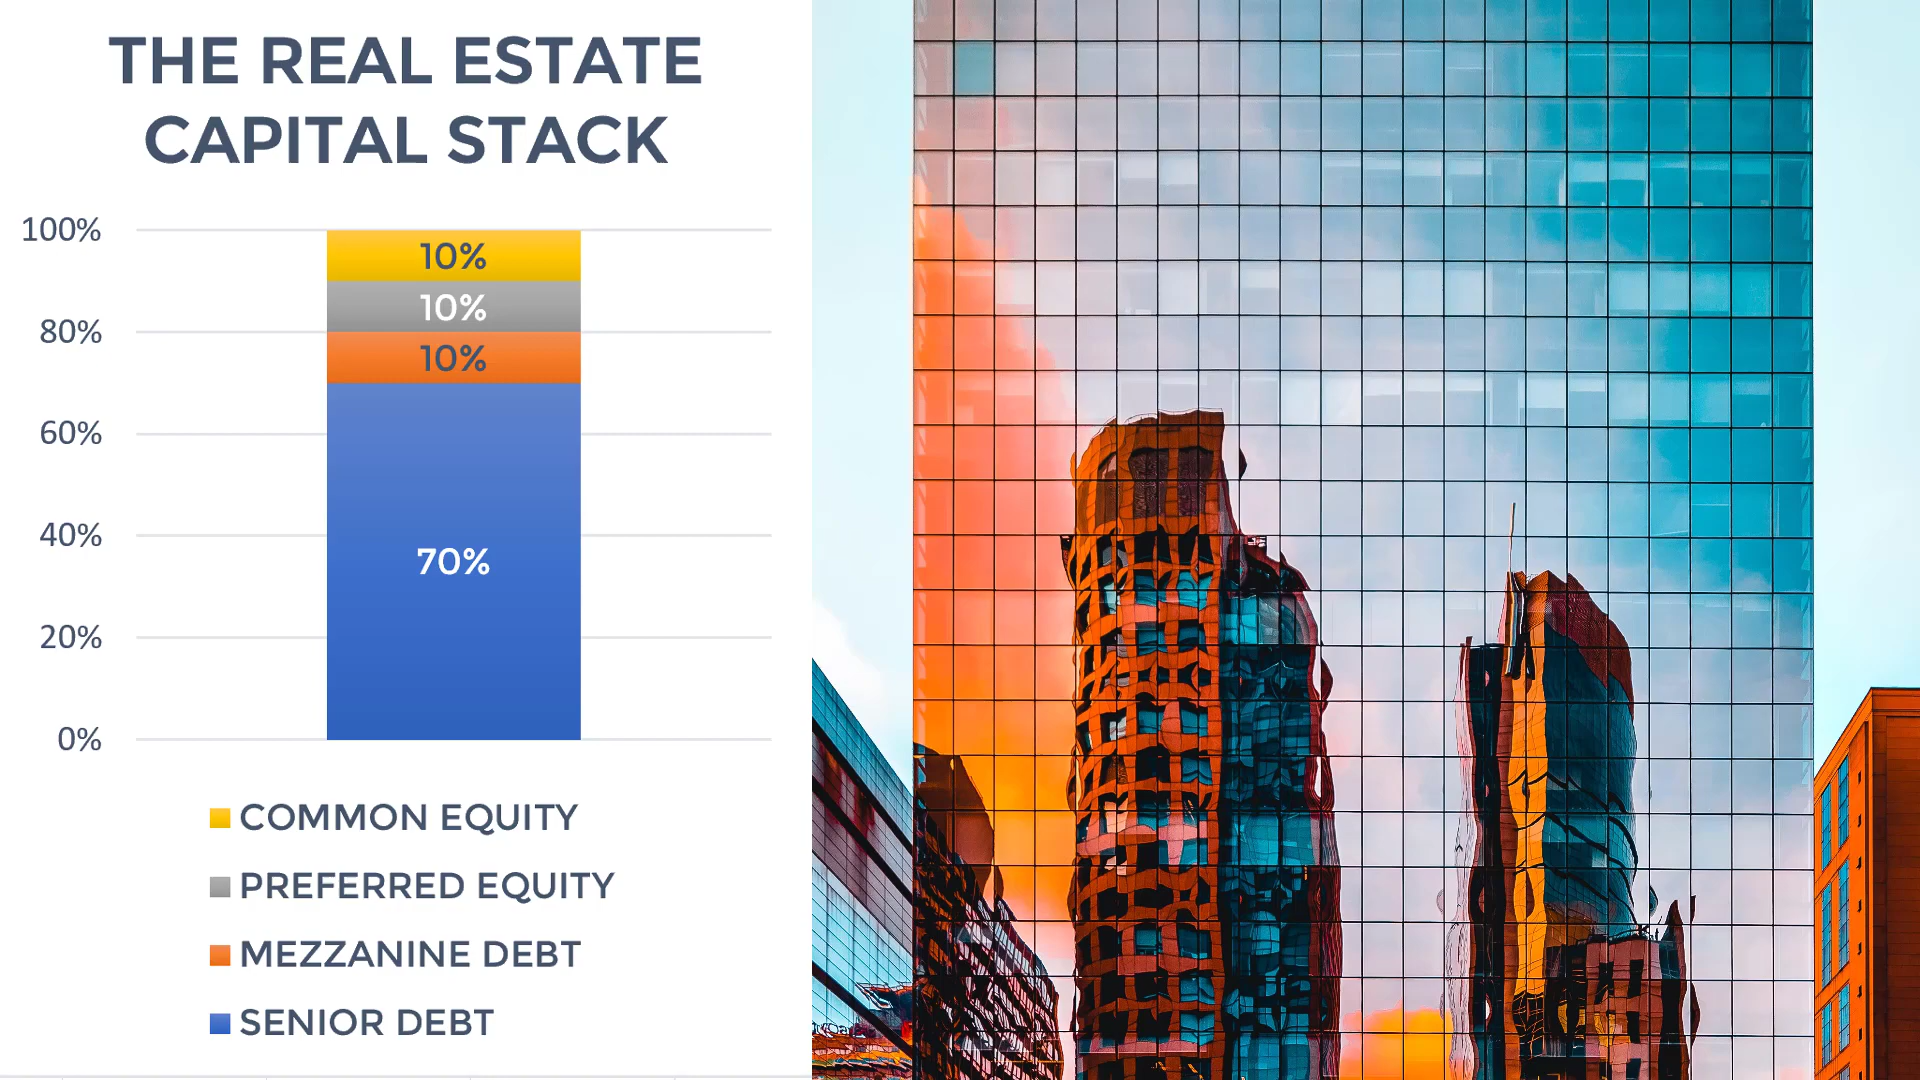 THE REAL ESTATE
CAPITAL STACK
100%
80%
60%
40%
20%
0%
10%
10%
10%
70%
COMMON EQUITY
PREFERRED EQUITY
MEZZANINE DEBT
SENIOR DEBT